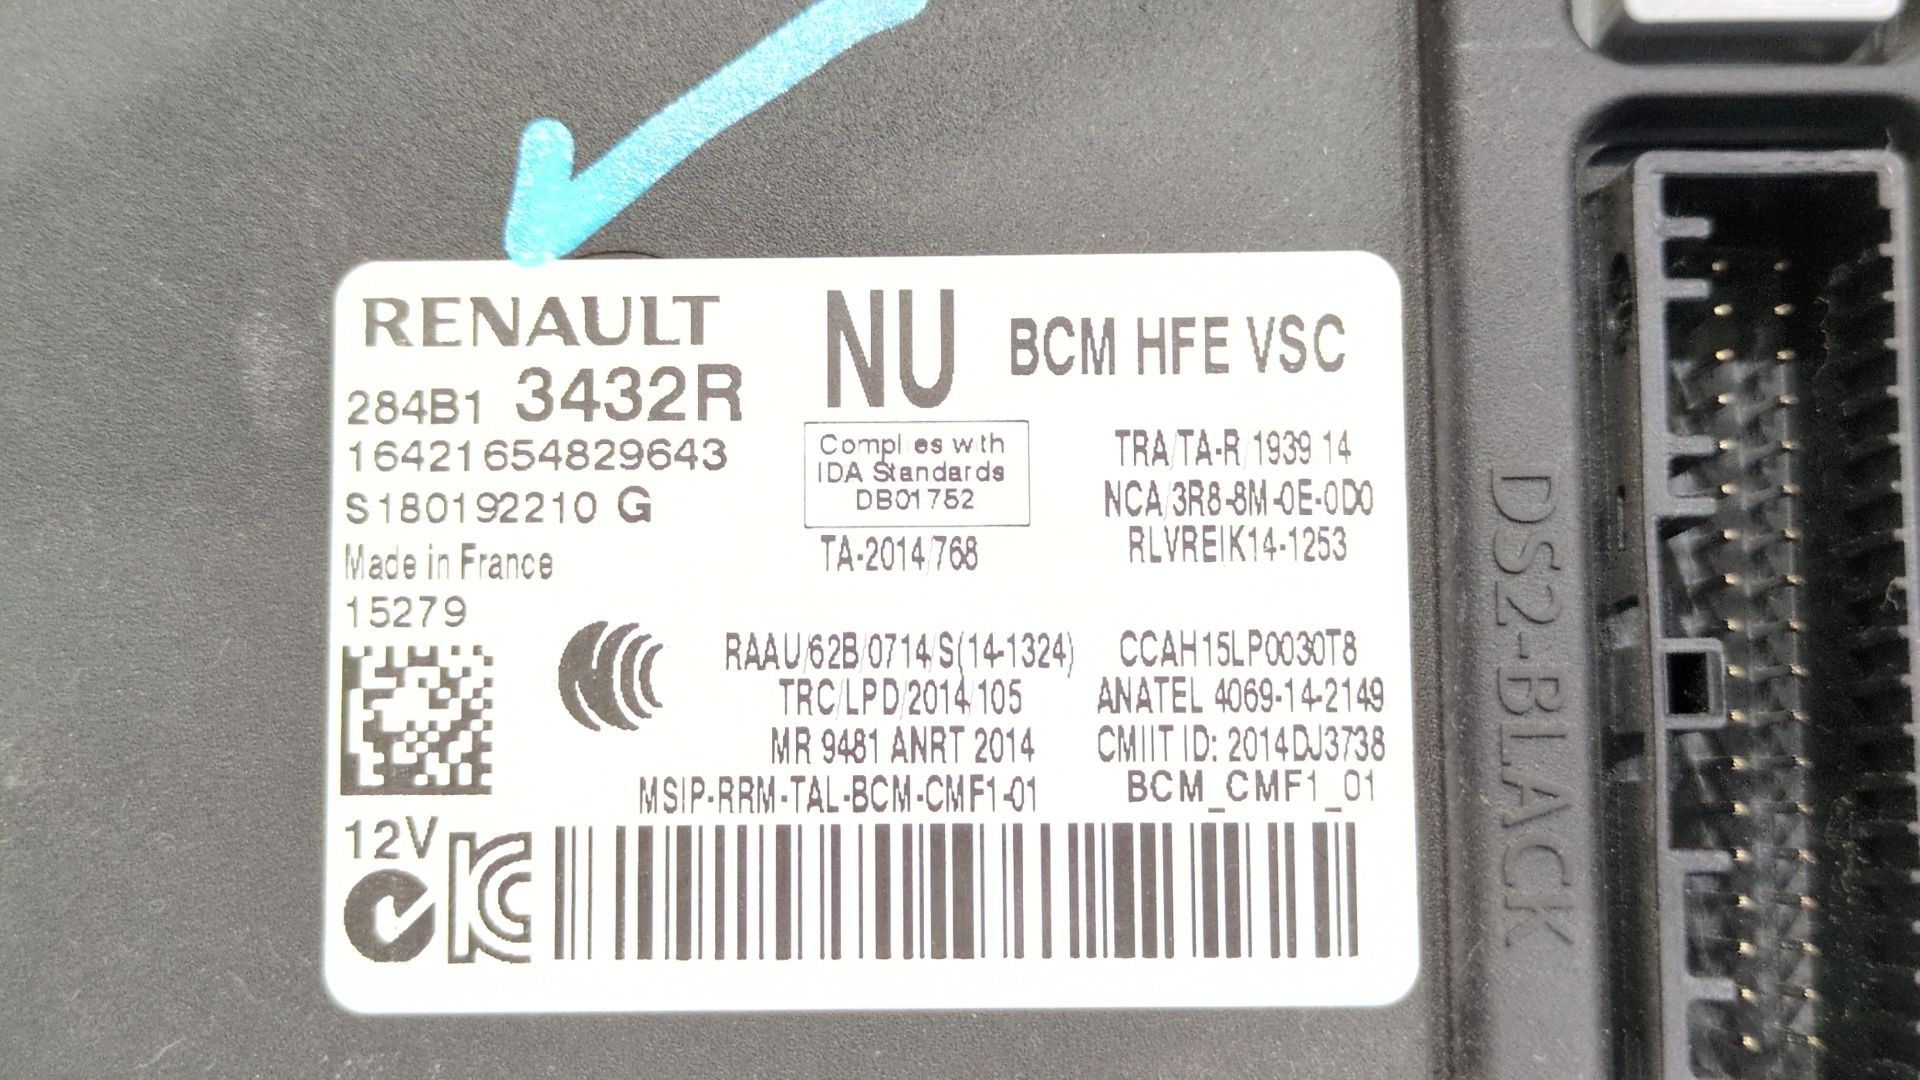 RENAULT
284B1 3432R
16421654829643
S180192210 G
Made in France
15279
12V
NU
BCM HFE VSC
Complies with
IDA Standards
DB01752
TA-2014/768
TRA/TA-R/1939 14
NCA/3R8-8M-0E-0D0
RLVREIK14-1253
RAAU/62B/0714/S(14-1324)
TRC/LPD/2014/105
MR 9481 ANRT 2014
MSIP-RRM-TAL-BCM-CMF1-01
CCAH15LP0030T8
ANATEL 4069-14-2149
CMIIT ID: 2014DJ3738
BCM_CMF1_01
DS2-BLACK